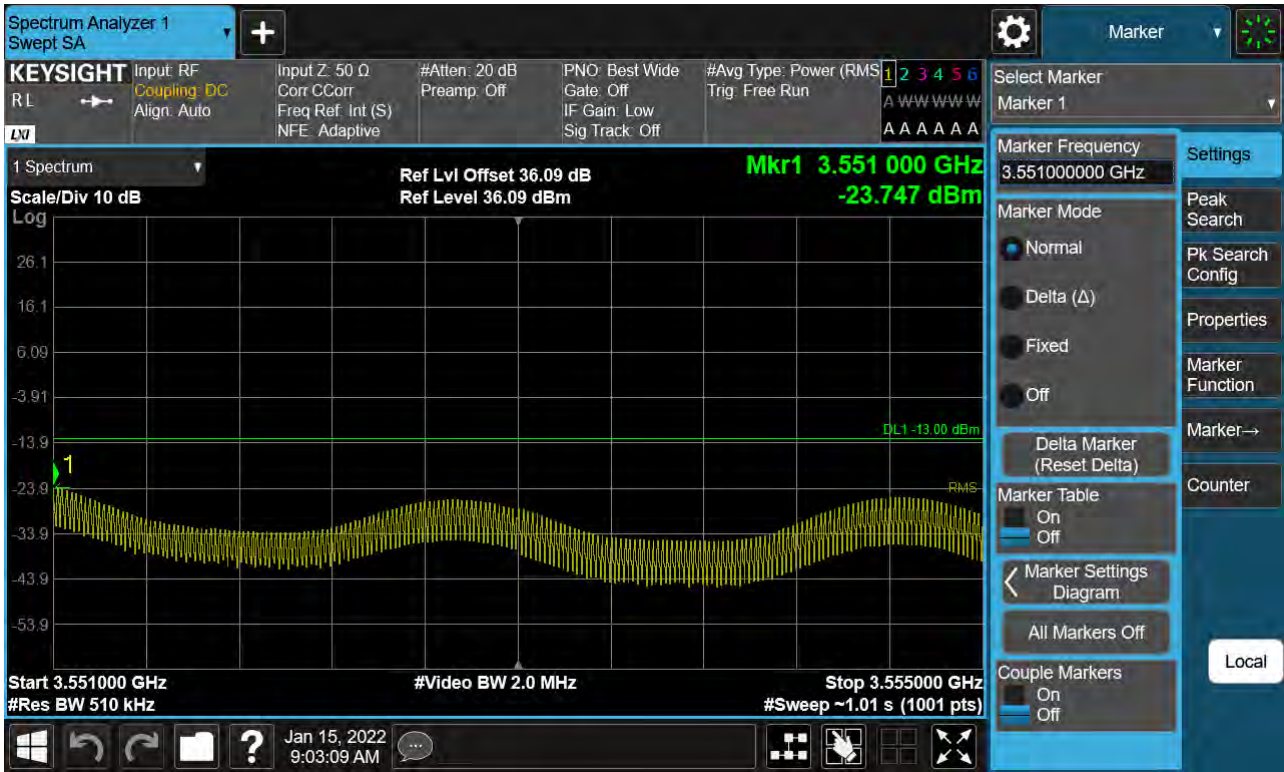 Spectrum Analyzer 1
Swept SA
+
Marker
KEYSIGHT
RL
LXI
Input: RF
Coupling: DC
Align: Auto
Input Z: 50 Ω
Corr CCorr
Freq Ref: Int (S)
NFE: Adaptive
#Atten: 20 dB
Preamp: Off
PNO: Best Wide
Gate: Off
IF Gain: Low
Sig Track: Off
#Avg Type: Power (RMS
Trig: Free Run
1 2 3 4 5 6
A W W W W W
A A A A A A
Select Marker
Marker 1
1 Spectrum
Scale/Div 10 dB
Log
Ref Lvl Offset 36.09 dB
Ref Level 36.09 dBm
Mkr1 3.551 000 GHz
-23.747 dBm
26.1
16.1
6.09
-3.91
-13.9
-23.9
-33.9
-43.9
-53.9
DL1 -13.00 dBm
1
RMS
Start 3.551000 GHz
#Res BW 510 kHz
#Video BW 2.0 MHz
Stop 3.555000 GHz
#Sweep ~1.01 s (1001 pts)
Marker Frequency
3.551000000 GHz
Marker Mode
Normal
Delta (Δ)
Fixed
Off
Delta Marker
(Reset Delta)
Marker Table
On
Off
Marker Settings
Diagram
All Markers Off
Couple Markers
On
Off
Settings
Peak
Search
Pk Search
Config
Properties
Marker
Function
Marker→
Counter
Local
?
Jan 15, 2022
9:03:09 AM